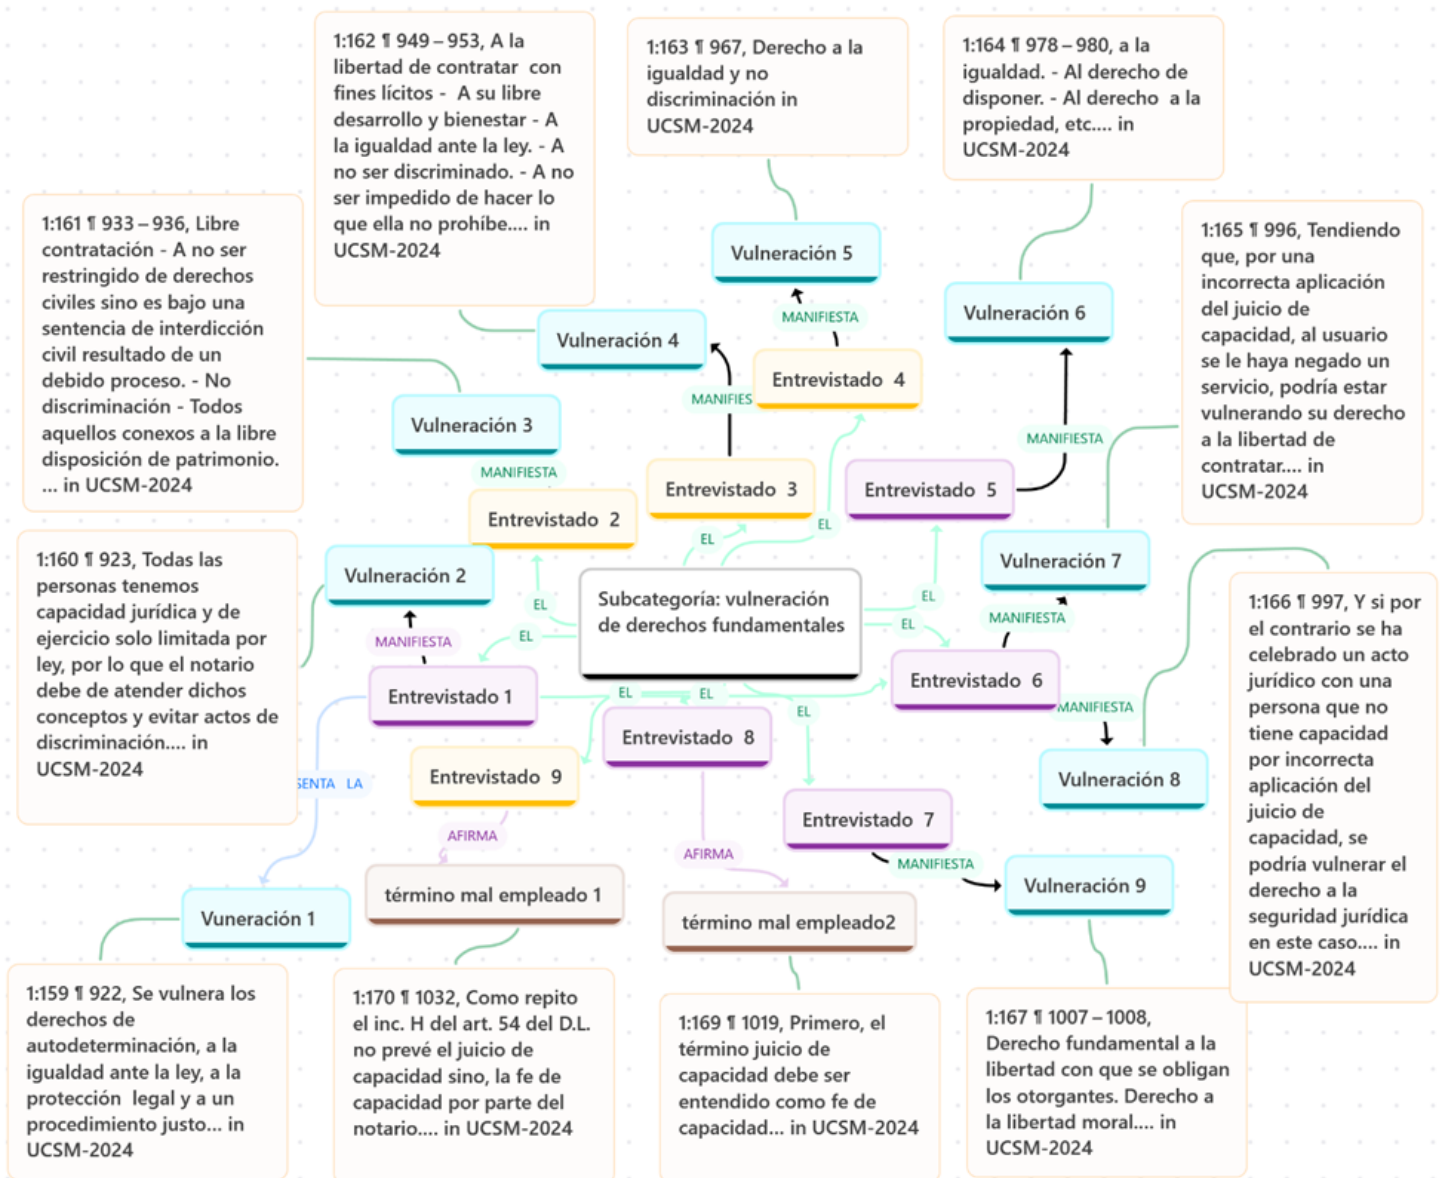 1:162 ¶ 949 – 953, A la
libertad de contratar con
fines lícitos - A su libre
desarrollo y bienestar - A
la igualdad ante la ley. - A
no ser discriminado. - A no
ser impedido de hacer lo
que ella no prohíbe.... in
UCSM-2024
1:163 ¶ 967, Derecho a la
igualdad y no
discriminación in
UCSM-2024
1:164 ¶ 978 – 980, a la
igualdad. - Al derecho de
disponer. - Al derecho a la
propiedad, etc.... in
UCSM-2024
1:161 ¶ 933 – 936, Libre
contratación - A no ser
restringido de derechos
civiles sino es bajo una
sentencia de interdicción
civil resultado de un
debido proceso. - No
discriminación - Todos
aquellos conexos a la libre
disposición de patrimonio.
... in UCSM-2024
1:165 ¶ 996, Tendiendo
que, por una
incorrecta aplicación
del juicio de
capacidad, al usuario
se le haya negado un
servicio, podría estar
vulnerando su derecho
a la libertad de
contratar.... in
UCSM-2024
Vulneración 5
MANIFIESTA
Vulneración 6
Vulneración 4
Entrevistado 4
MANIFIES
Vulneración 3
MANIFIESTA
MANIFIESTA
Entrevistado 3
Entrevistado 5
Entrevistado 2
EL
EL
1:160 ¶ 923, Todas las
personas tenemos
capacidad jurídica y de
ejercicio solo limitada por
ley, por lo que el notario
debe de atender dichos
conceptos y evitar actos de
discriminación.... in
UCSM-2024
Vulneración 2
Vulneración 7
EL
EL
MANIFIESTA
EL
EL
MANIFIESTA
Subcategoría: vulneración
de derechos fundamentales
1:166 ¶ 997, Y si por
el contrario se ha
celebrado un acto
jurídico con una
persona que no
tiene capacidad
por incorrecta
aplicación del
juicio de
capacidad, se
podría vulnerar el
derecho a la
seguridad jurídica
en este caso.... in
UCSM-2024
Entrevistado 1
Entrevistado 6
EL
EL
EL
MANIFIESTA
Entrevistado 8
Entrevistado 9
Vulneración 8
SENTA LA
Entrevistado 7
AFIRMA
AFIRMA
MANIFIESTA
término mal empleado 1
Vulneración 9
Vuneración 1
término mal empleado2
1:159 ¶ 922, Se vulnera los
derechos de
autodeterminación, a la
igualdad ante la ley, a la
protección legal y a un
procedimiento justo... in
UCSM-2024
1:170 ¶ 1032, Como repito
el inc. H del art. 54 del D.L.
no prevé el juicio de
capacidad sino, la fe de
capacidad por parte del
notario.... in UCSM-2024
1:169 ¶ 1019, Primero, el
término juicio de
capacidad debe ser
entendido como fe de
capacidad... in UCSM-2024
1:167 ¶ 1007 – 1008,
Derecho fundamental a la
libertad con que se obligan
los otorgantes. Derecho a
la libertad moral.... in
UCSM-2024